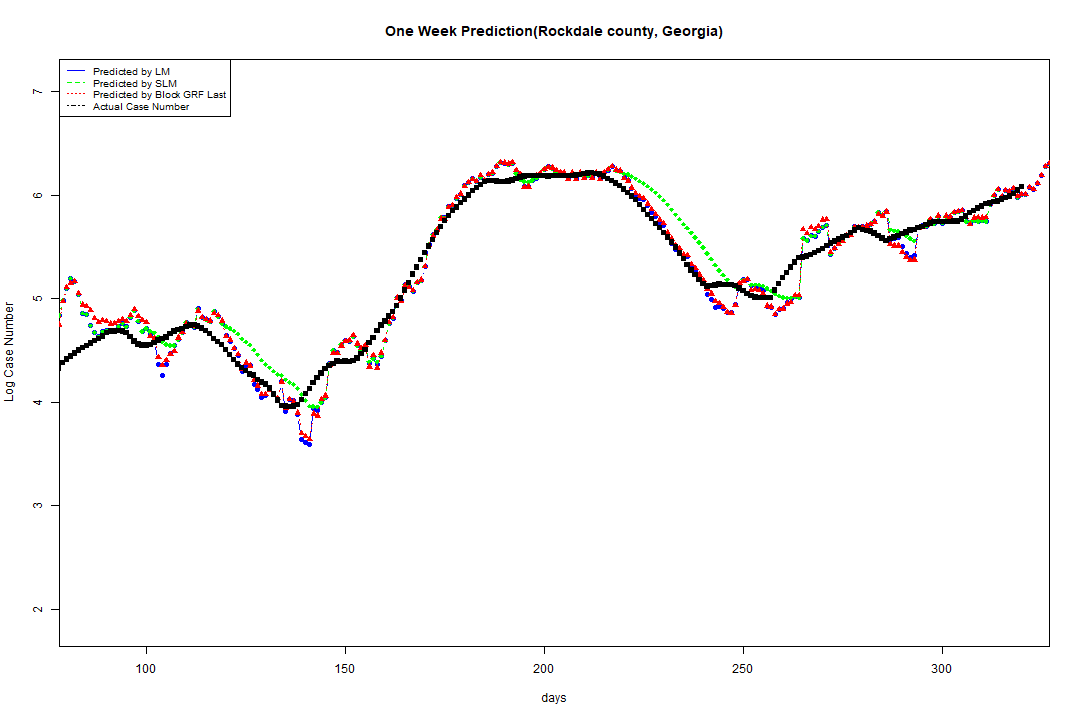 One Week Prediction(Rockdale county, Georgia)
Predicted by LM
Predicted by SLM
Predicted by Block GRF Last
Actual Case Number
7
6
5
4
3
2
Log Case Number
100 150 200 250 300
days